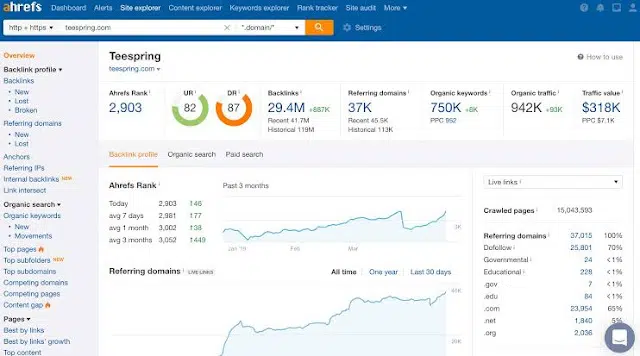 ahrefs Dashboard Alerts Site explorer Content explorer Keywords explorer Rank tracker Site audit More
http + https teespring.com × *.domain/* Settings
Overview
Backlink profile
Backlinks
New
Lost
Broken
Referring domains
New
Lost
Anchors
Referring IPs
Internal backlinks NEW
Link intersect
Organic search
Organic keywords
New
Movements
Top pages
Top subfolders NEW
Top subdomains
Competing domains
Competing pages
Content gap
Pages
Best by links
Best by links' growth
Top content
Teespring
teespring.com
How to use
Ahrefs Rank UR DR Backlinks Referring domains Organic keywords Organic traffic Traffic value
2,903 82 87 29.4M +887K 37K 750K +8K 942K +93K $318K
Recent 41.7M Recent 45.5K PPC 992 PPC $7.1K
Historical 119M Historical 113K
Backlink profile Organic search Paid search
Ahrefs Rank Past 3 months
Today 2,903 ↑46
avg 7 days 2,981 ↑77
avg 1 month 3,002 ↑38
avg 3 months 3,052 ↑449
3K
Jan '19 Feb Mar
Referring domains LIVE LINKS All time One year Last 30 days
40K
30K
Live links
Crawled pages 15,043,593
Referring domains 37,015 100%
Dofollow 25,801 70%
Governmental 24 <1%
Educational 228 <1%
.gov 7 <1%
.edu 84 <1%
.com 23,954 65%
.net 1,840 5%
.org 2,036